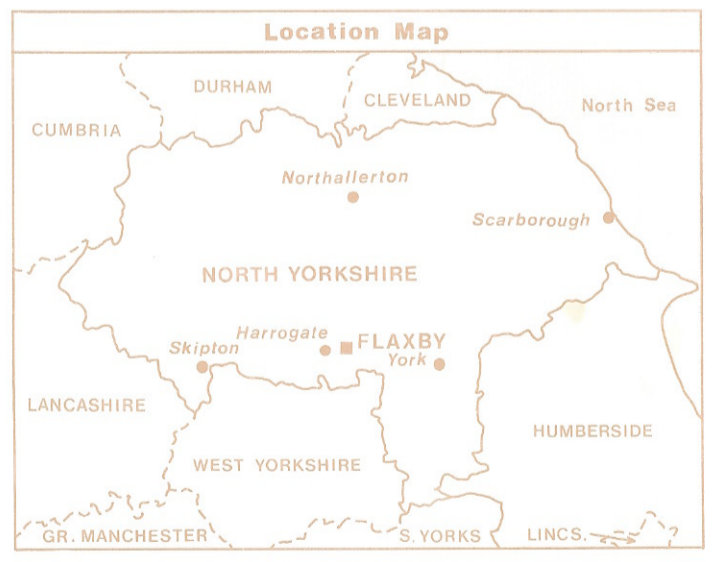 Location Map
DURHAM
CLEVELAND
North Sea
CUMBRIA
Northallerton
Scarborough
NORTH YORKSHIRE
Harrogate
FLAXBY
Skipton
York
LANCASHIRE
HUMBERSIDE
WEST YORKSHIRE
GR. MANCHESTER
S. YORKS
LINCS.